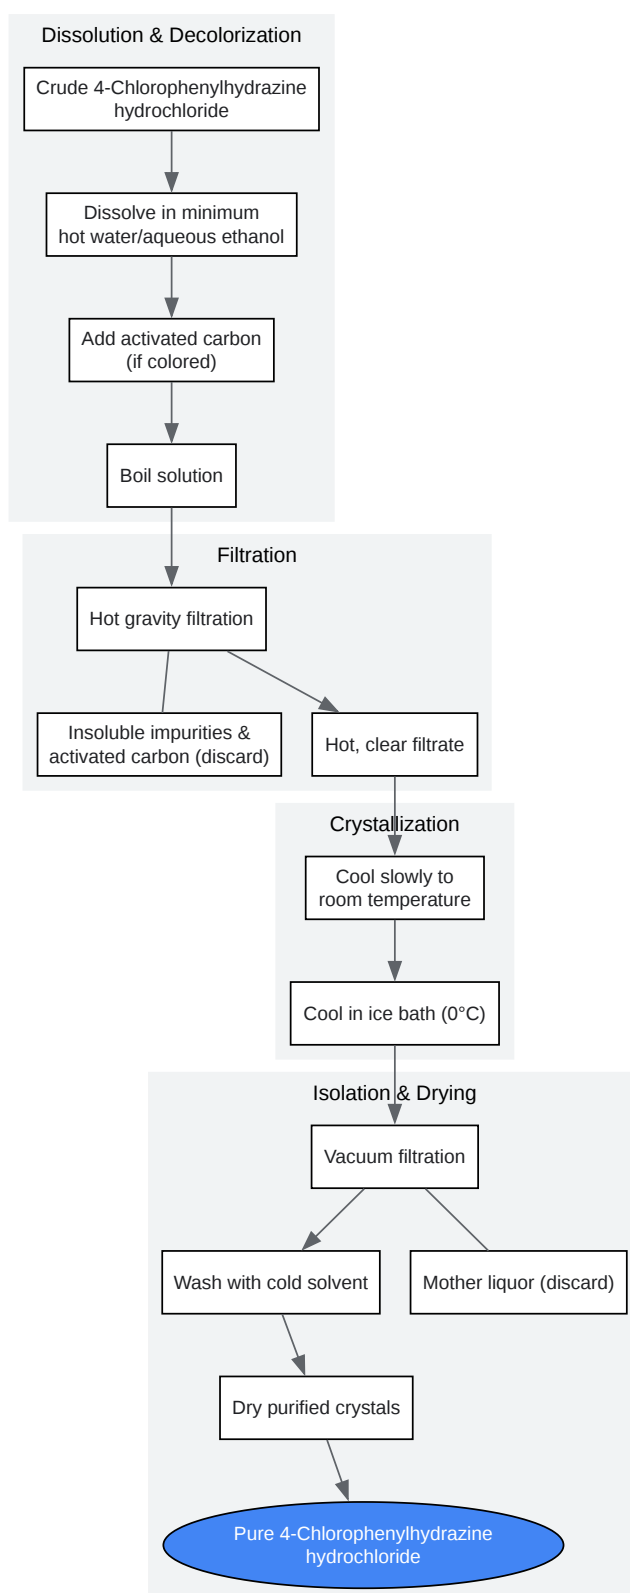 Dissolution & Decolorization
Crude 4-Chlorophenylhydrazine
hydrochloride
Dissolve in minimum
hot water/aqueous ethanol
Add activated carbon
(if colored)
Boil solution
Filtration
Hot gravity filtration
Insoluble impurities &
activated carbon (discard)
Hot, clear filtrate
Crystallization
Cool slowly to
room temperature
Cool in ice bath (0°C)
Isolation & Drying
Vacuum filtration
Wash with cold solvent
Mother liquor (discard)
Dry purified crystals
Pure 4-Chlorophenylhydrazine
hydrochloride